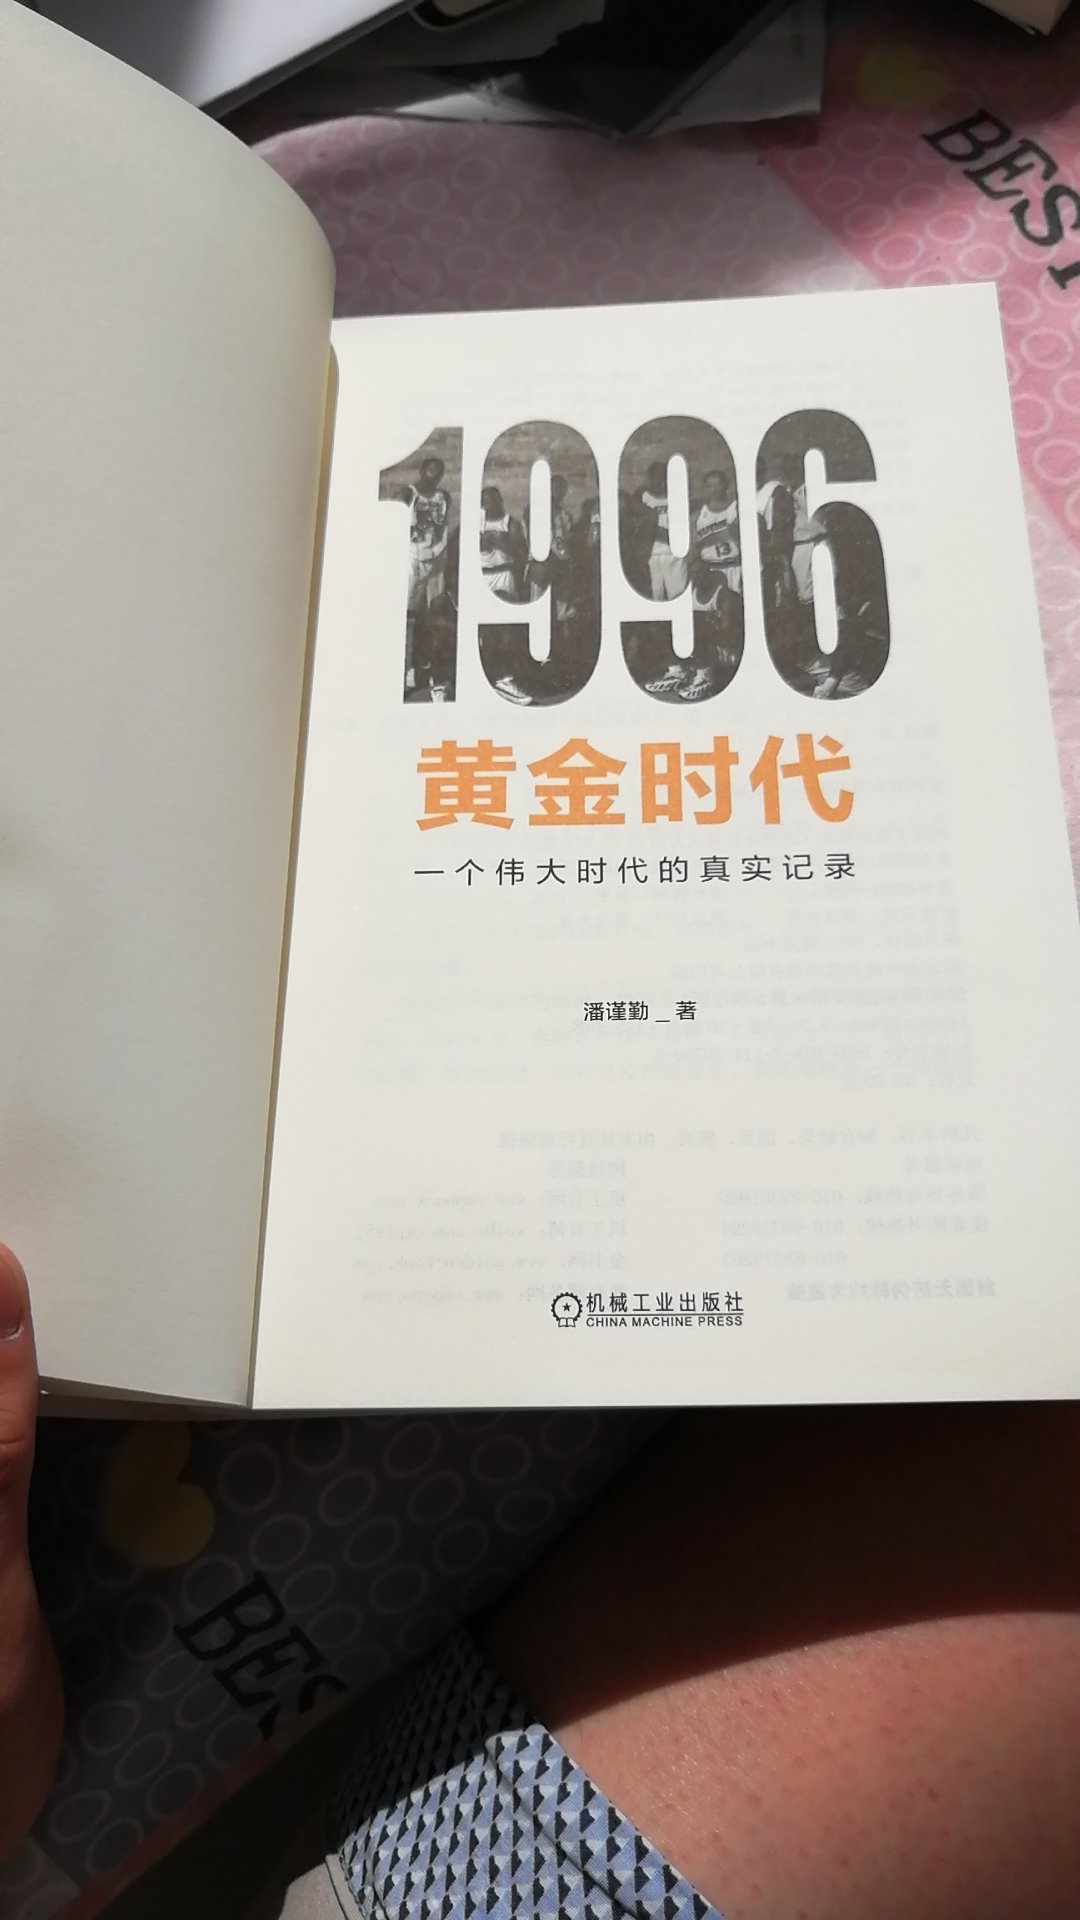 BEST
1996
黄金时代
一个伟大时代的真实记录
潘谨勤_著
机械工业出版社
CHINA MACHINE PRESS
BES